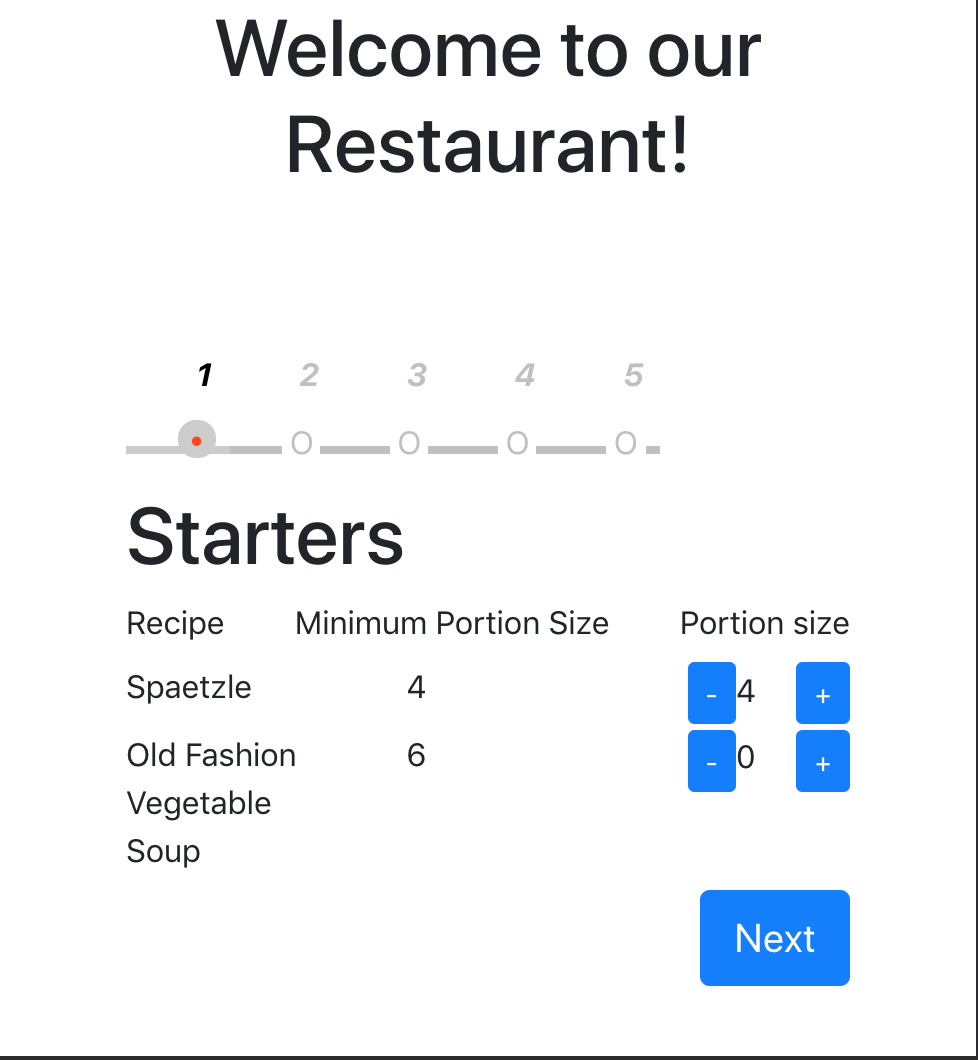 Welcome to our
Restaurant!
1 2 3 4 5
Starters
Recipe Minimum Portion Size Portion size
Spaetzle 4 - 4 +
Old Fashion 6 - 0 +
Vegetable
Soup
Next